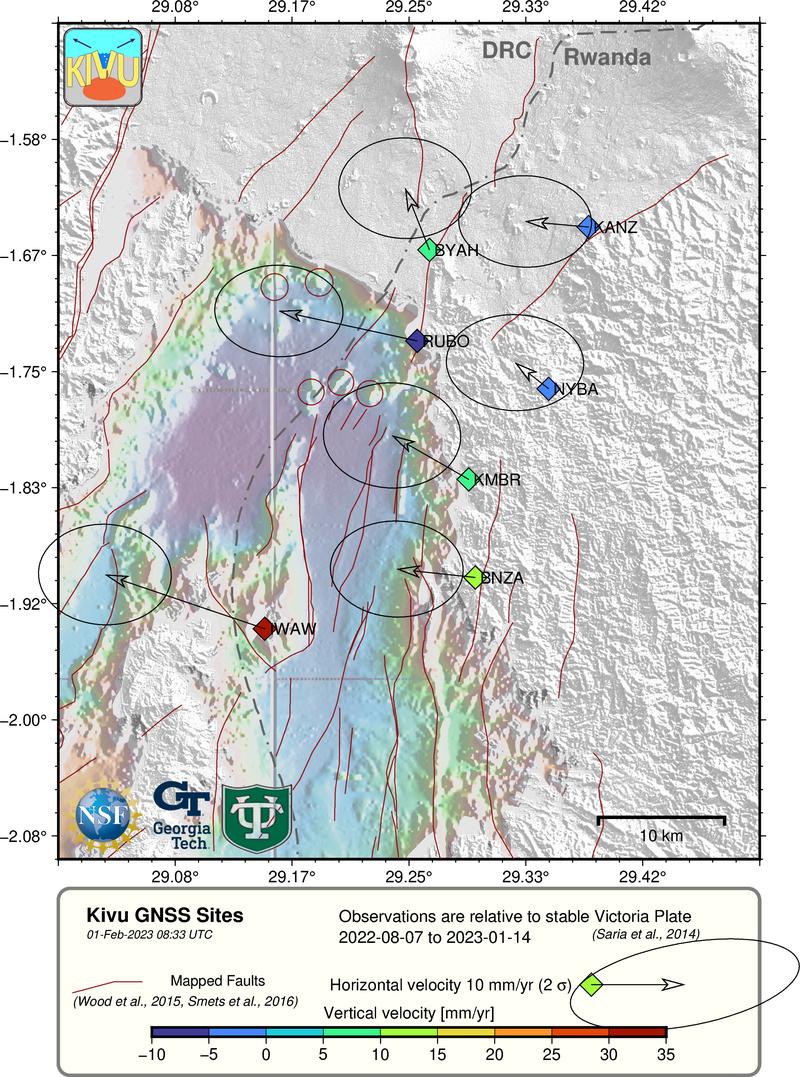 29.08° 29.17° 29.25° 29.33° 29.42°
KIVU
DRC
Rwanda
−1.58°
BYAH
KANZ
−1.67°
RUBO
−1.75°
NYBA
XMBR
−1.83°
BNZA
−1.92°
IWAW
−2.00°
NSF
GT
Georgia
Tech
T
10 km
−2.08°
29.08° 29.17° 29.25° 29.33° 29.42°
Kivu GNSS Sites
01-Feb-2023 08:33 UTC
Observations are relative to stable Victoria Plate
2022-08-07 to 2023-01-14 (Saria et al., 2014)
Mapped Faults
(Wood et al., 2015, Smets et al., 2016)
Horizontal velocity 10 mm/yr (2 σ)
Vertical velocity [mm/yr]
−10 −5 0 5 10 15 20 25 30 35